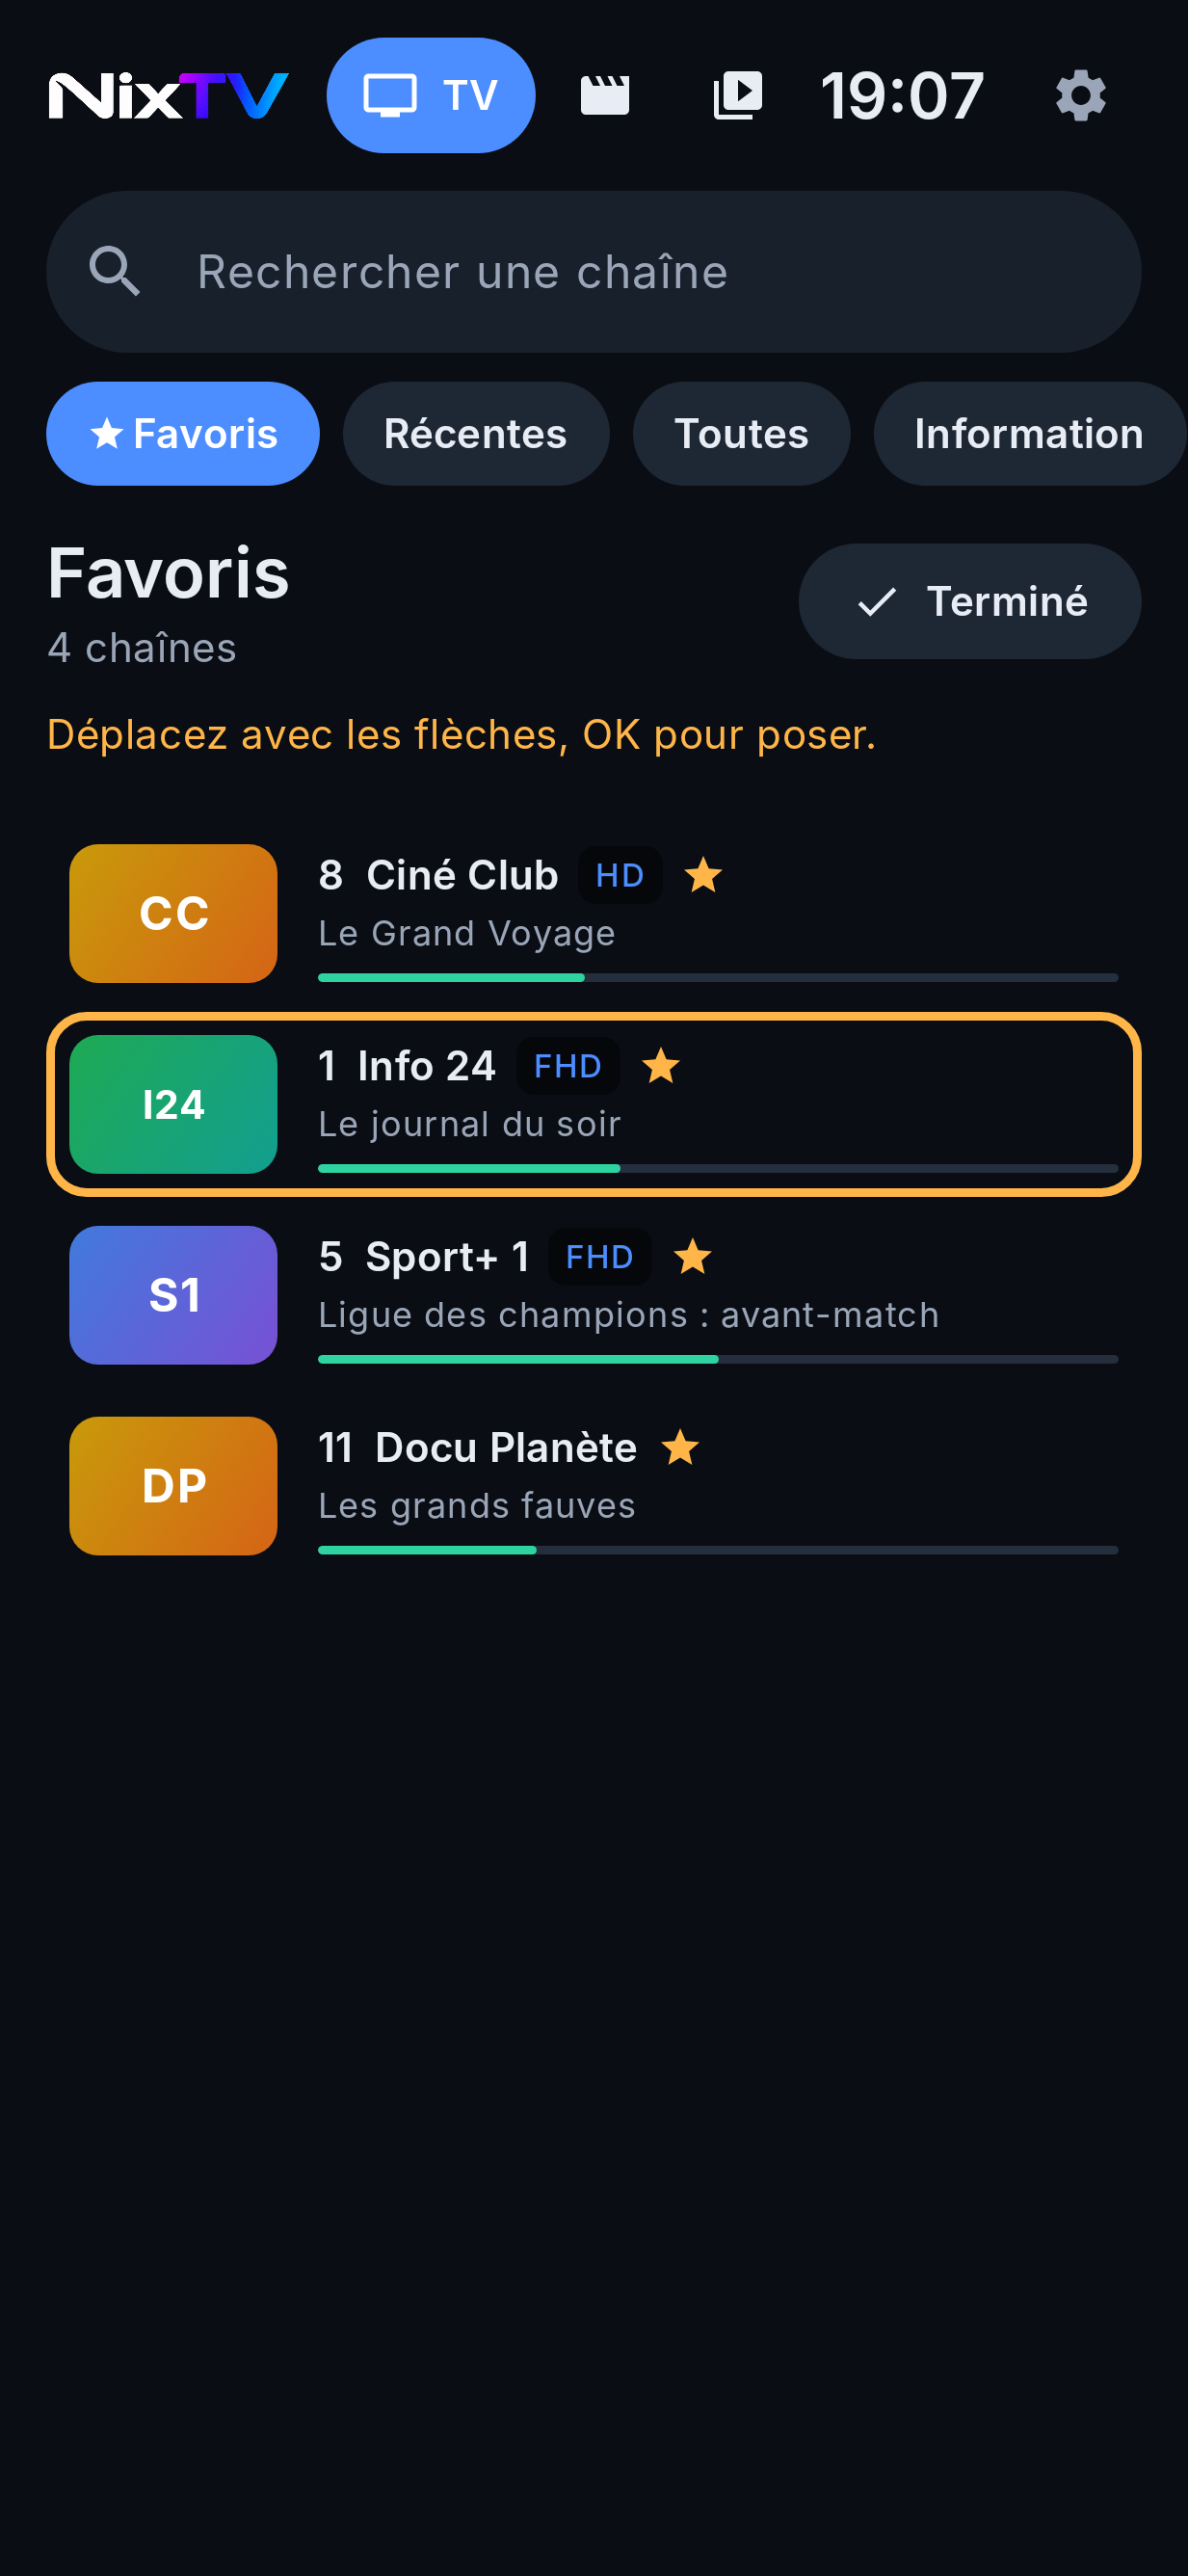 NixTV TV 19:07
Rechercher une chaîne
Favoris Récentes Toutes Information
Favoris
4 chaînes
Terminé
Déplacez avec les flèches, OK pour poser.
CC
8 Ciné Club HD
Le Grand Voyage
I24
1 Info 24 FHD
Le journal du soir
S1
5 Sport+ 1 FHD
Ligue des champions : avant-match
DP
11 Docu Planète
Les grands fauves